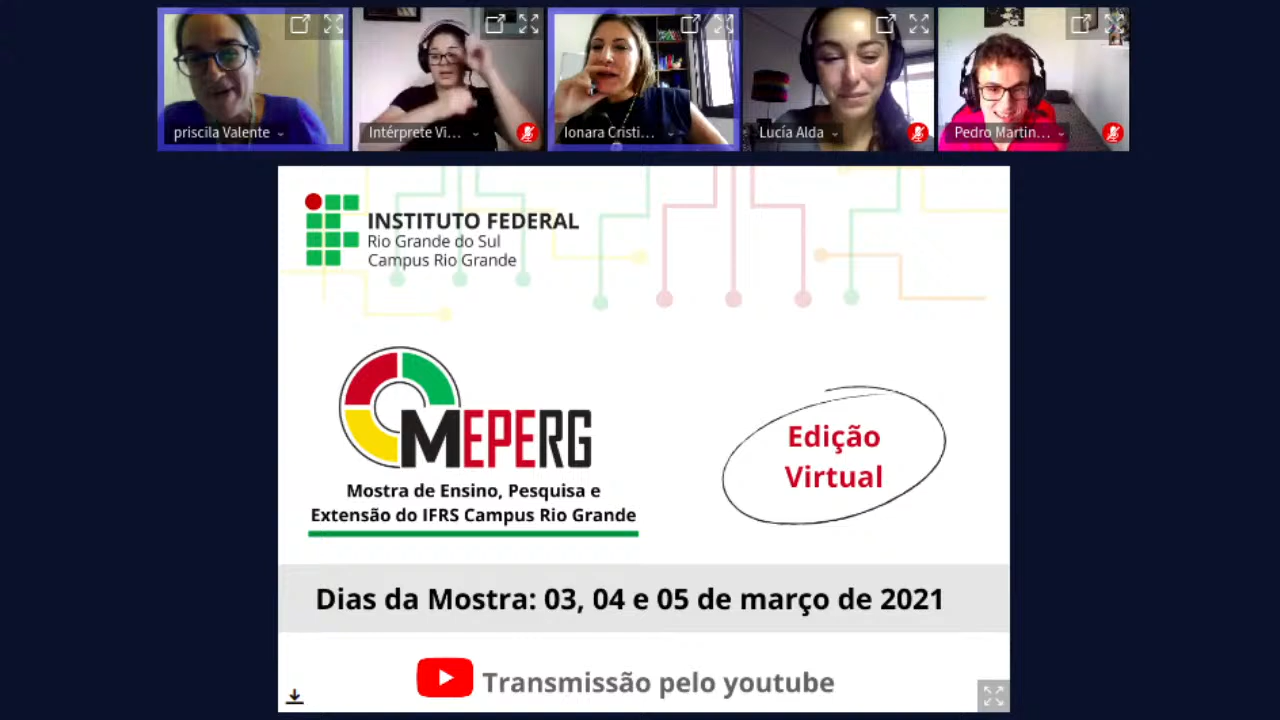 priscila Valente
Intérprete Vi...
Ionara Cristi...
Lucía Alda
Pedro Martin...
INSTITUTO FEDERAL
Rio Grande do Sul
Campus Rio Grande
MEPERG
Mostra de Ensino, Pesquisa e
Extensão do IFRS Campus Rio Grande
Edição
Virtual
Dias da Mostra: 03, 04 e 05 de março de 2021
Transmissão pelo youtube